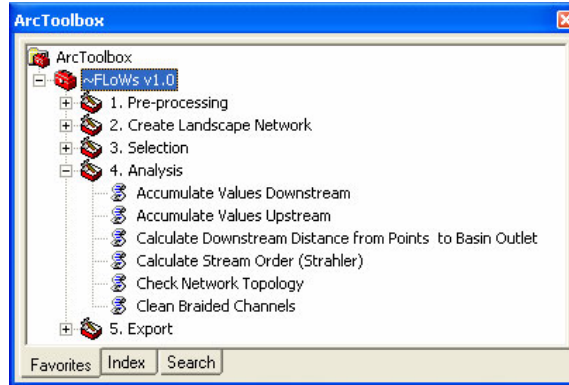 ArcToolbox
ArcToolbox
~FLoWs v1.0
1. Pre-processing
2. Create Landscape Network
3. Selection
4. Analysis
Accumulate Values Downstream
Accumulate Values Upstream
Calculate Downstream Distance from Points to Basin Outlet
Calculate Stream Order (Strahler)
Check Network Topology
Clean Braided Channels
5. Export
Favorites Index Search